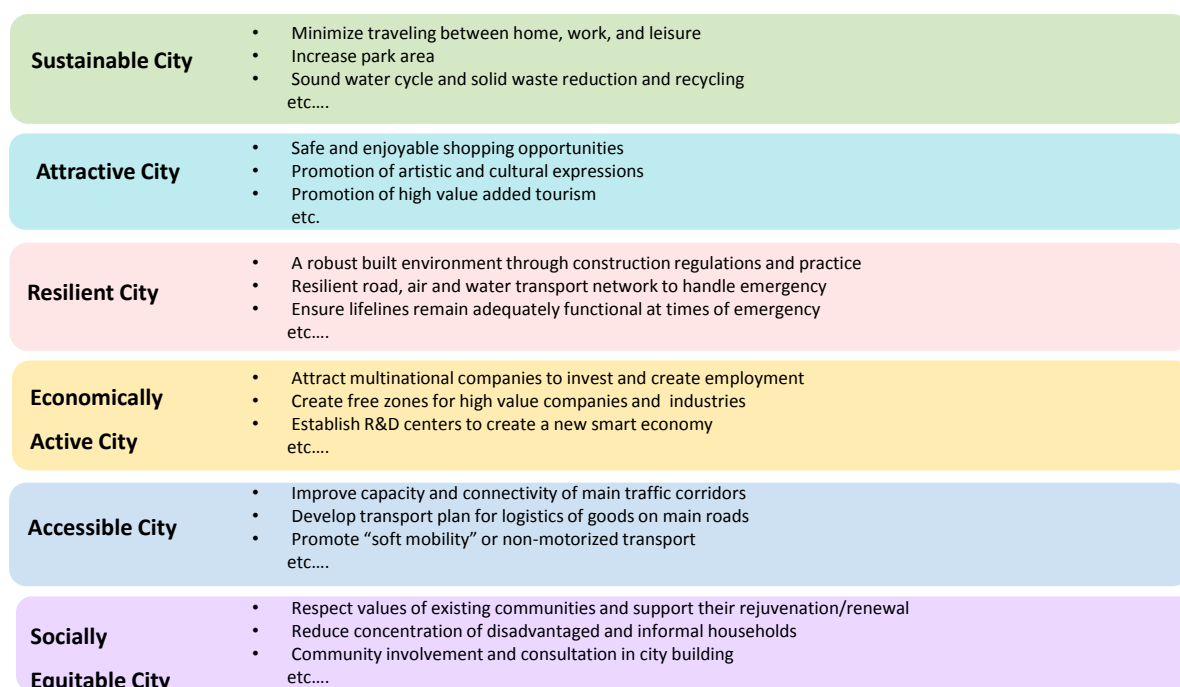 Sustainable City
• Minimize traveling between home, work, and leisure
• Increase park area
• Sound water cycle and solid waste reduction and recycling
etc....
Attractive City
• Safe and enjoyable shopping opportunities
• Promotion of artistic and cultural expressions
• Promotion of high value added tourism
etc.
Resilient City
• A robust built environment through construction regulations and practice
• Resilient road, air and water transport network to handle emergency
• Ensure lifelines remain adequately functional at times of emergency
etc....
Economically
Active City
• Attract multinational companies to invest and create employment
• Create free zones for high value companies and  industries
• Establish R&D centers to create a new smart economy
etc....
Accessible City
• Improve capacity and connectivity of main traffic corridors
• Develop transport plan for logistics of goods on main roads
• Promote “soft mobility” or non-motorized transport
etc....
Socially
Equitable City
• Respect values of existing communities and support their rejuvenation/renewal
• Reduce concentration of disadvantaged and informal households
• Community involvement and consultation in city building
etc....